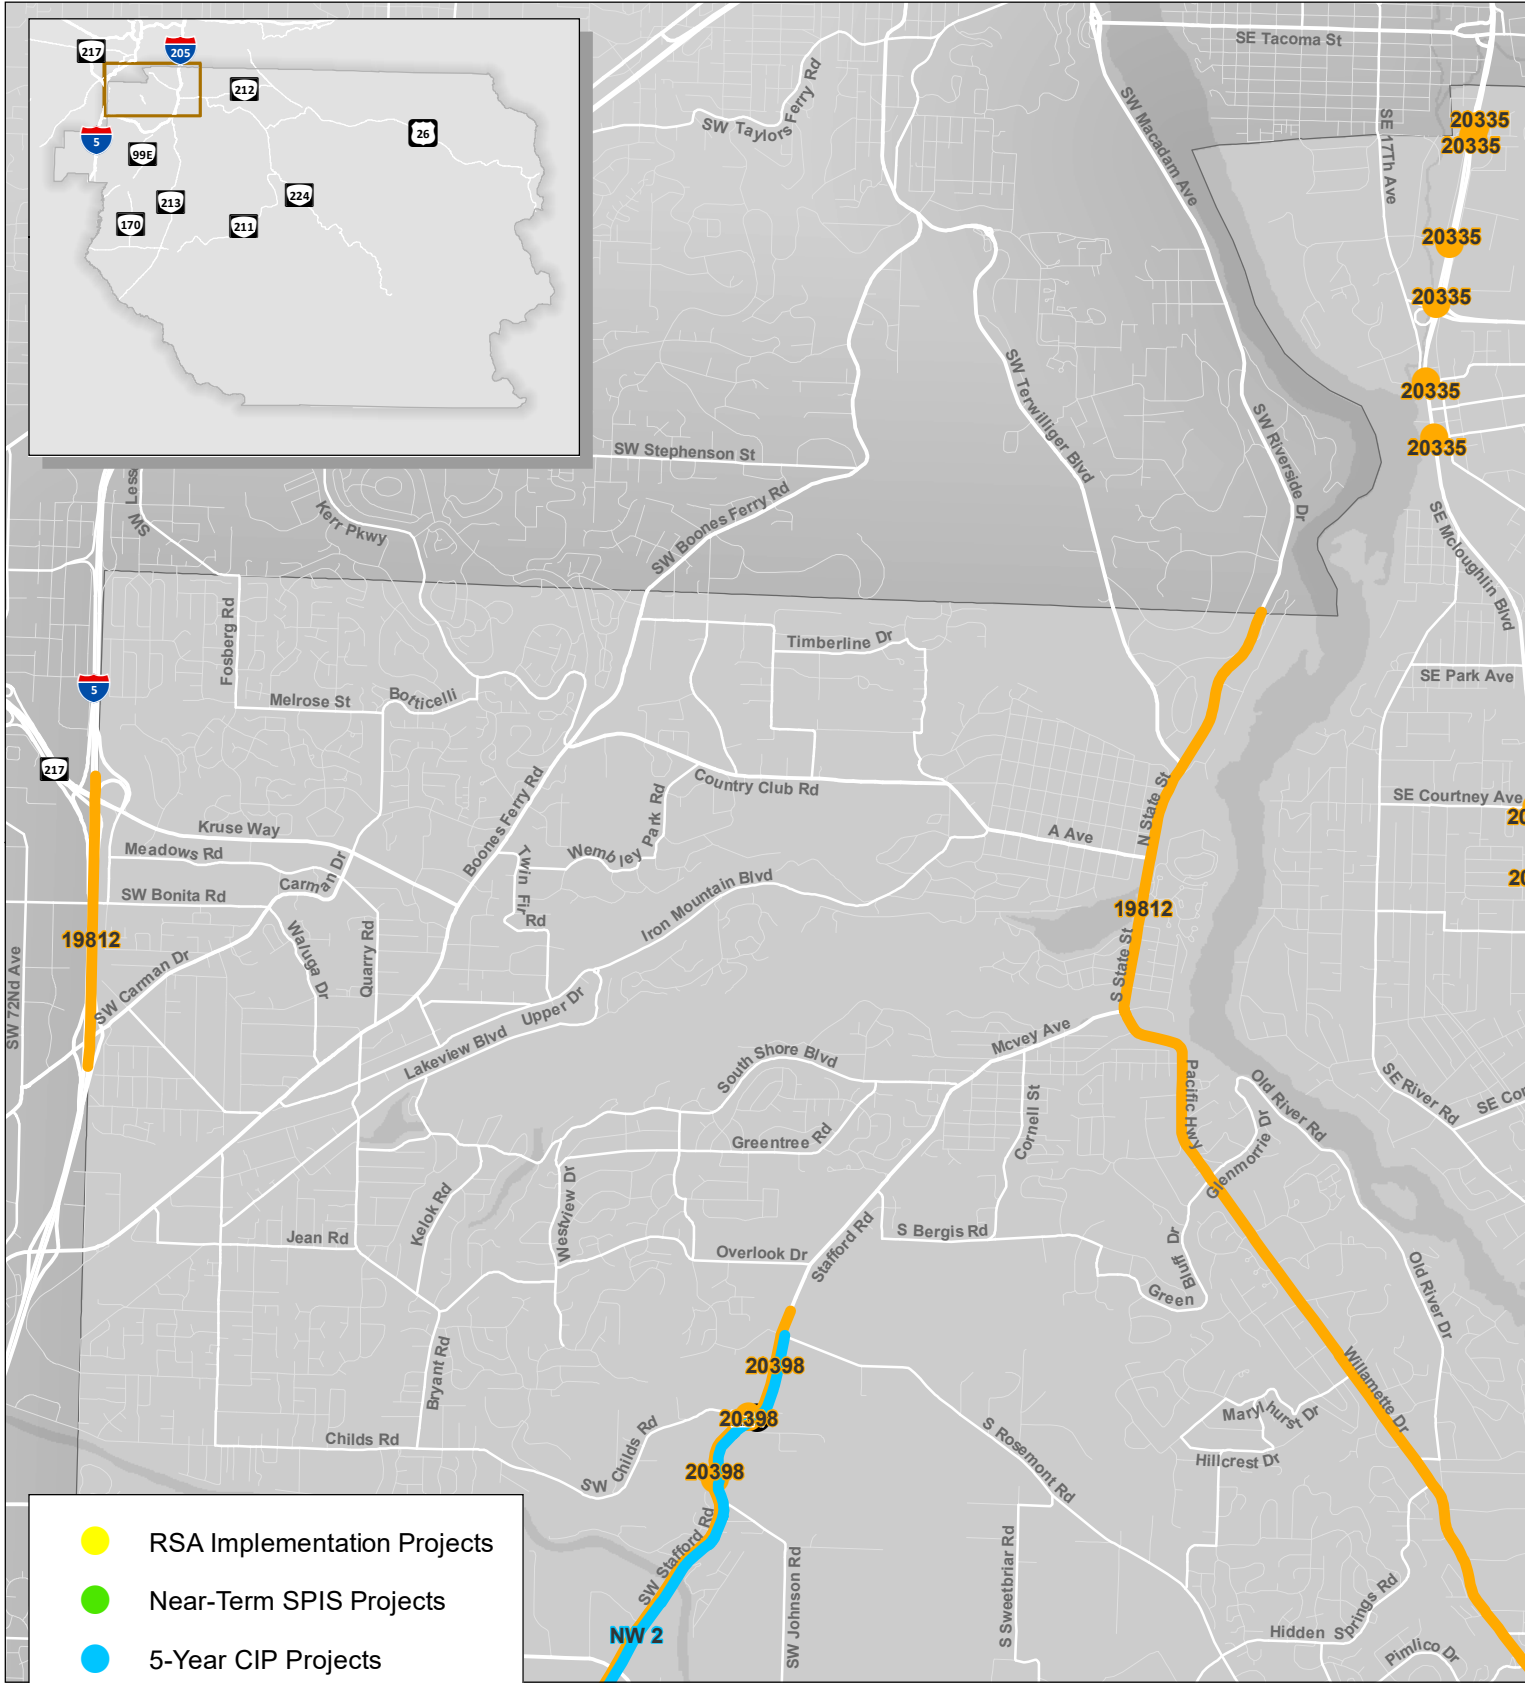 217
205
212
26
5
99E
213
224
170
211
SE Tacoma St
SW Taylors Ferry Rd
SW Macadam Ave
SE 17Th Ave
20335
20335
20335
20335
20335
20335
SW Terwilliger Blvd
SW Riverside Dr
SW Stephenson St
SW Boones Ferry Rd
Kerr Pkwy
SE Mcloughlin Blvd
Fosberg Rd
Timberline Dr
SE Park Ave
5
Melrose St
Botticelli
217
Country Club Rd
SE Courtney Ave
Kruse Way
Meadows Rd
Carman Dr
SW Bonita Rd
Boones Ferry Rd
Twin Fir Rd
Wembley Park Rd
A Ave
N State St
Iron Mountain Blvd
19812
19812
S State St
SW 72Nd Ave
SW Carman Dr
Waluga Dr
Quarry Rd
Upper Dr
Lakeview Blvd
Mcvey Ave
South Shore Blvd
Cornell St
Pacific Hwy
Old River Rd
SE River Rd
Greentree Rd
Glenmorrie Dr
Kelok Rd
Westview Dr
Jean Rd
Overlook Dr
Stafford Rd
S Bergis Rd
Green Bluff Dr
Old River Dr
Bryant Rd
20398
Willamette Dr
20398
Marylhurst Dr
Childs Rd
SW Childs Rd
S Rosemont Rd
Hillcrest Dr
20398
SW Stafford Rd
SW Johnson Rd
S Sweetbriar Rd
Hidden Springs Rd
Pimlico Dr
NW 2
RSA Implementation Projects
Near-Term SPIS Projects
5-Year CIP Projects